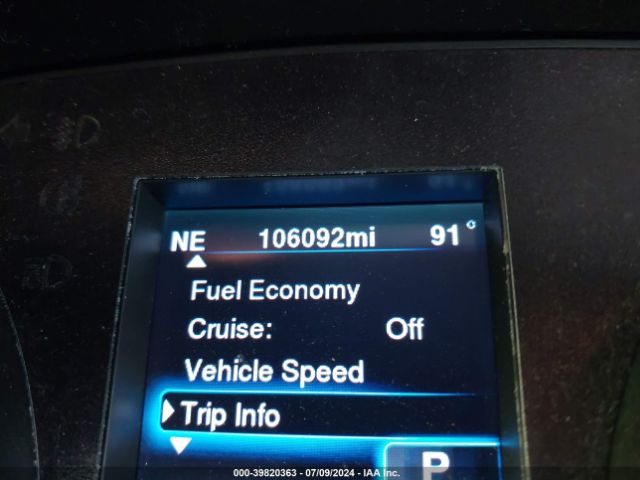 NE 106092mi 91°
Fuel Economy
Cruise: Off
Vehicle Speed
Trip Info
P
000-39820363 | 07/09/2024 | IAA Inc.